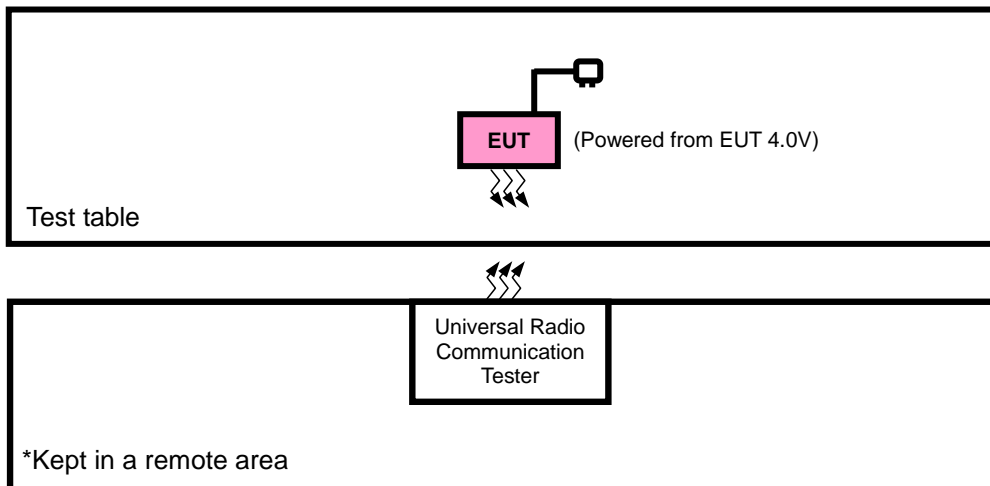 EUT
(Powered from EUT 4.0V)
Test table
Universal Radio
Communication
Tester
*Kept in a remote area